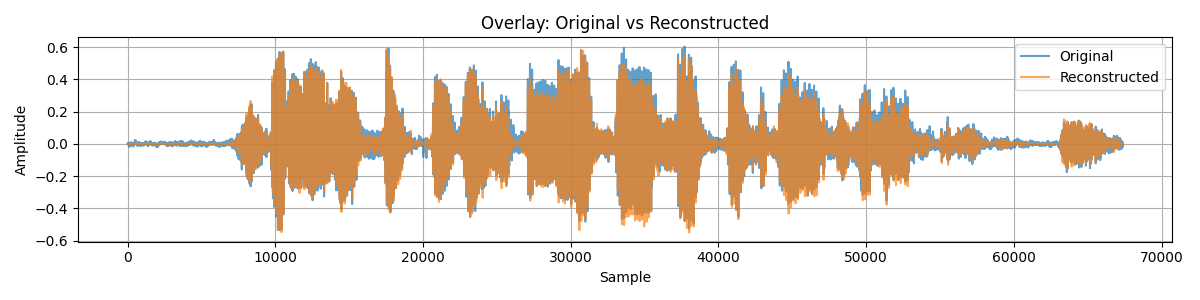 Overlay: Original vs Reconstructed
0.6
0.4
0.2
0.0
−0.2
−0.4
−0.6
Amplitude
Original
Reconstructed
0 10000 20000 30000 40000 50000 60000 70000
Sample